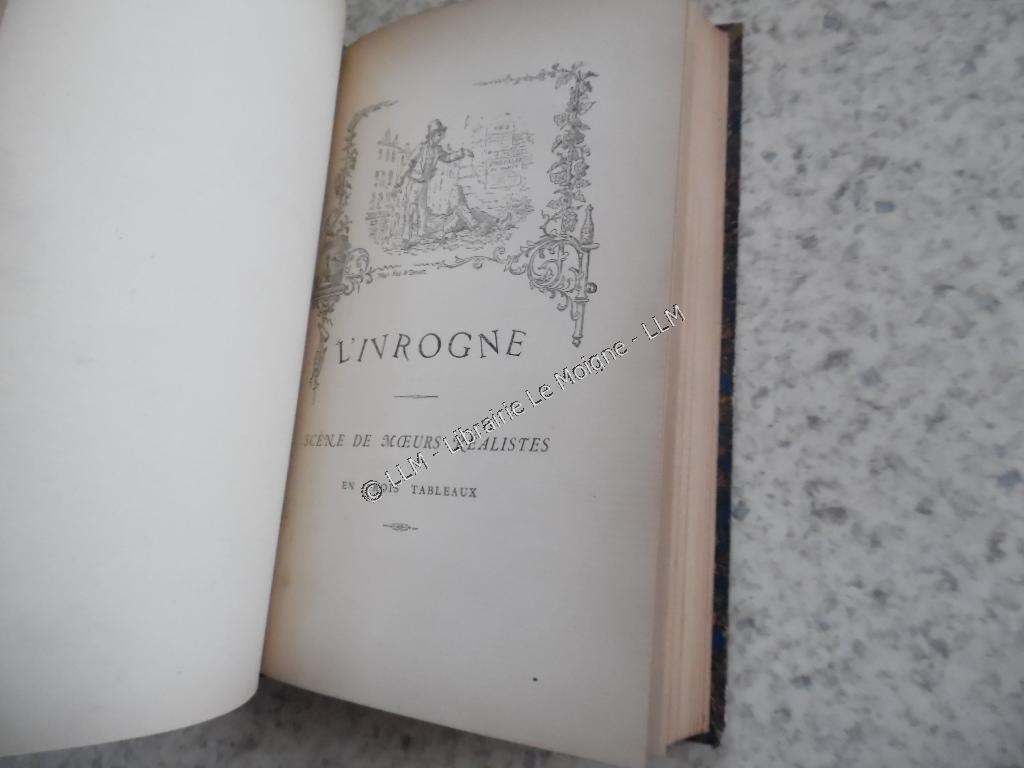 L'IVROGNE
SCÈNE DE MŒURS RÉALISTES
EN TROIS TABLEAUX
© LLM - Librairie Le Moigne - LLM